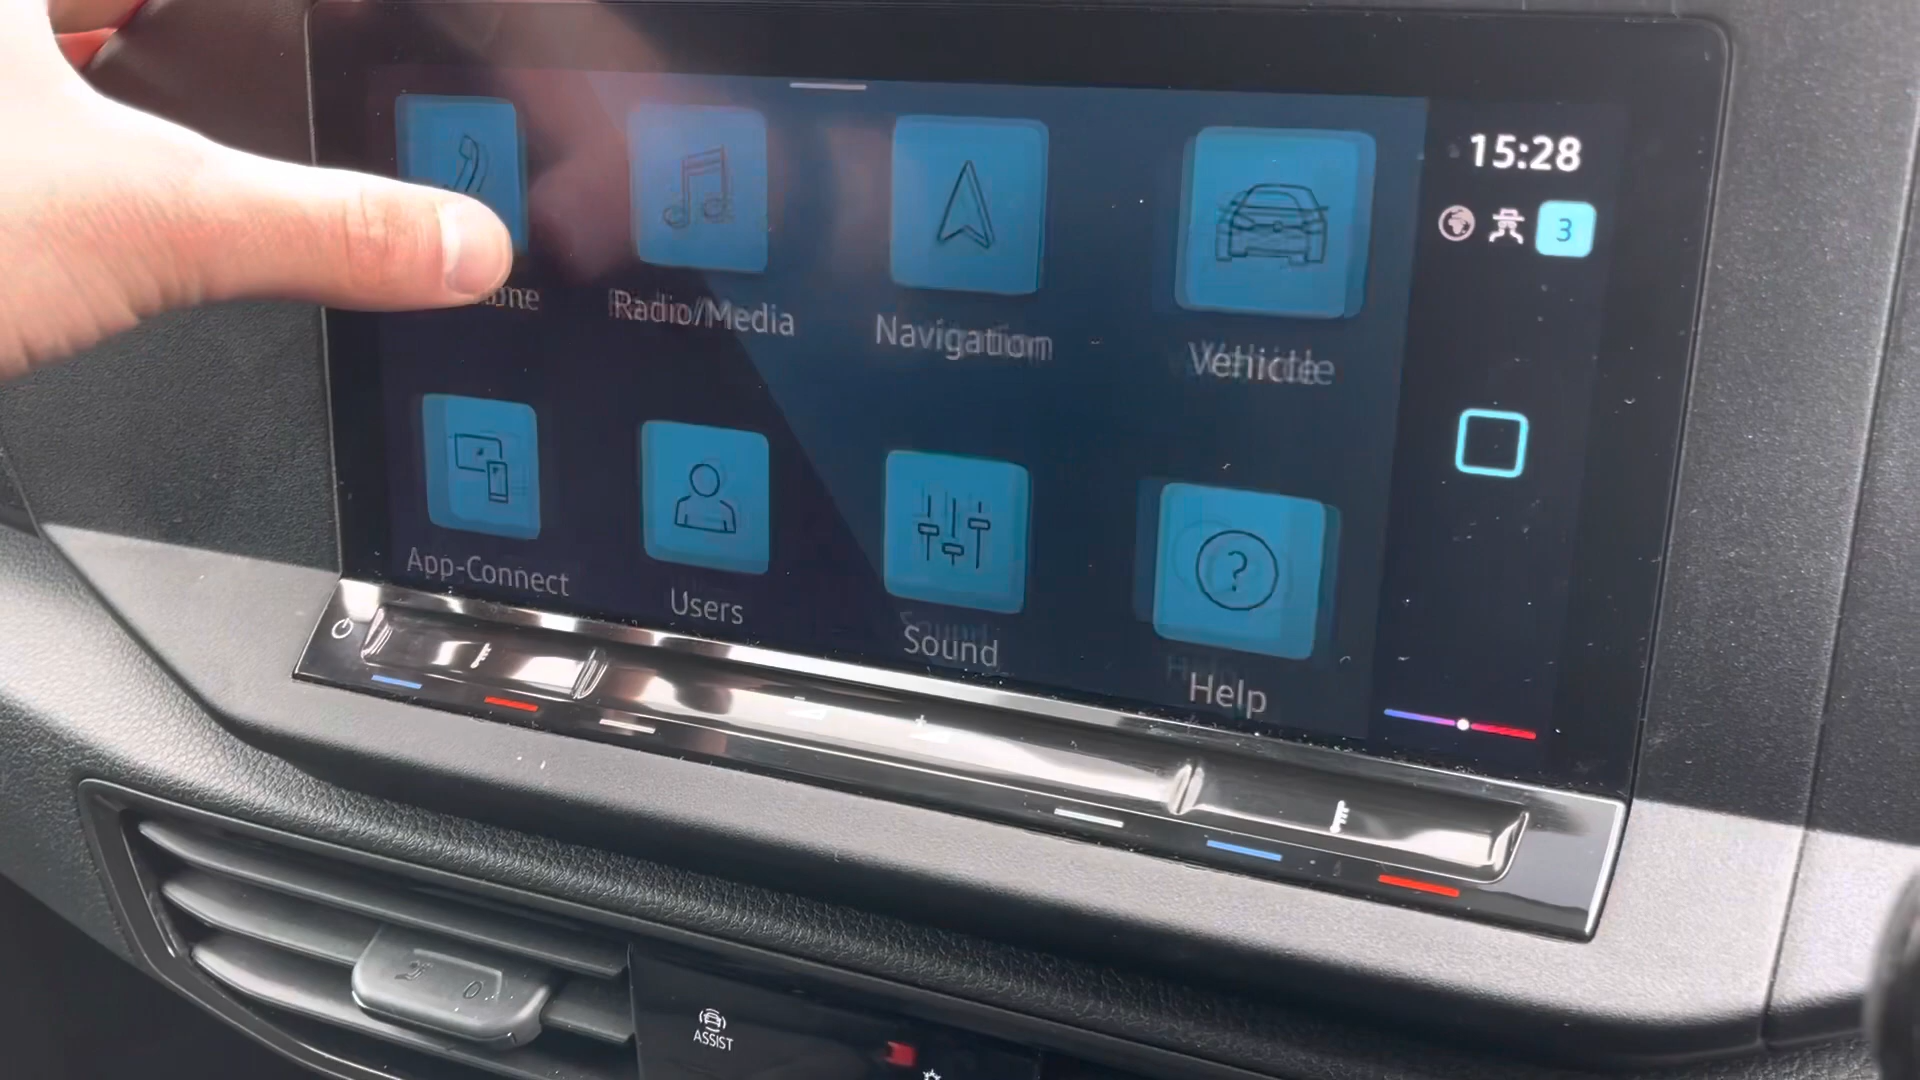 15:28
3
Radio/Media
Navigation
Vehicle
App-Connect
Users
Sound
Help
ASSIST